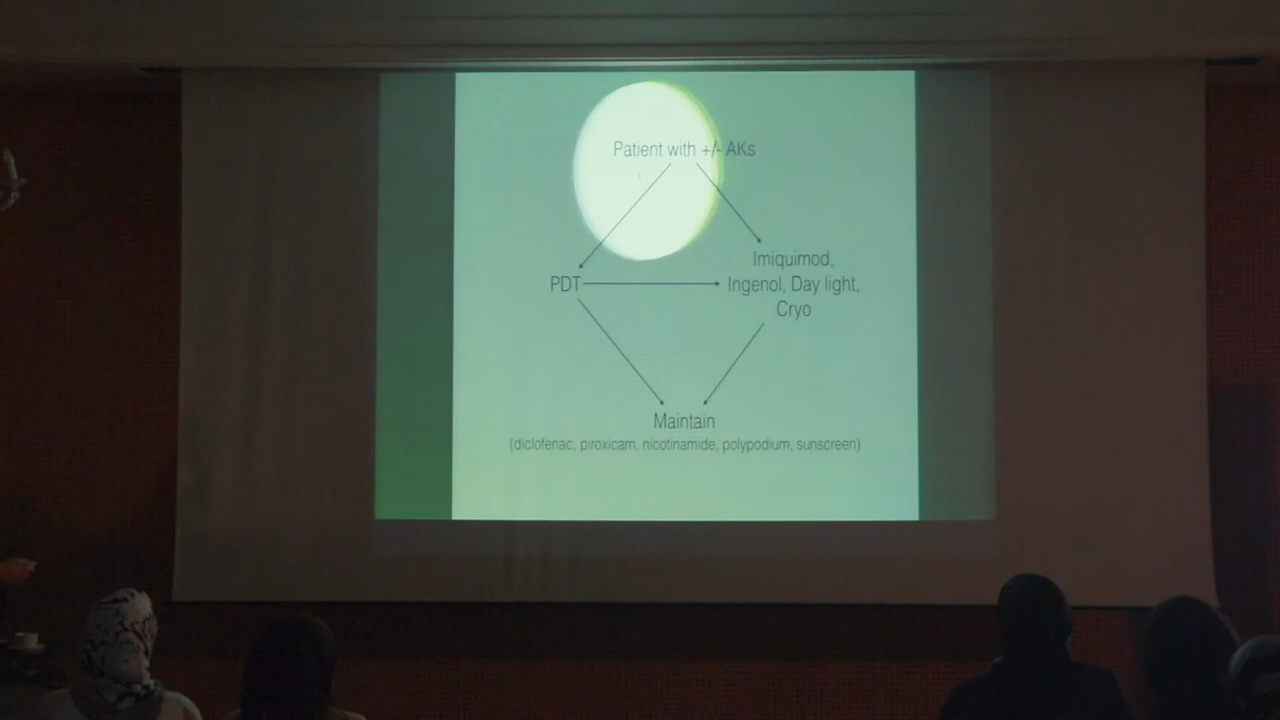 Patient with +/- AKs
PDT
Imiquimod,
Ingenol, Day light,
Cryo
Maintain
(diclofenac, piroxicam, nicotinamide, polypodium, sunscreen)